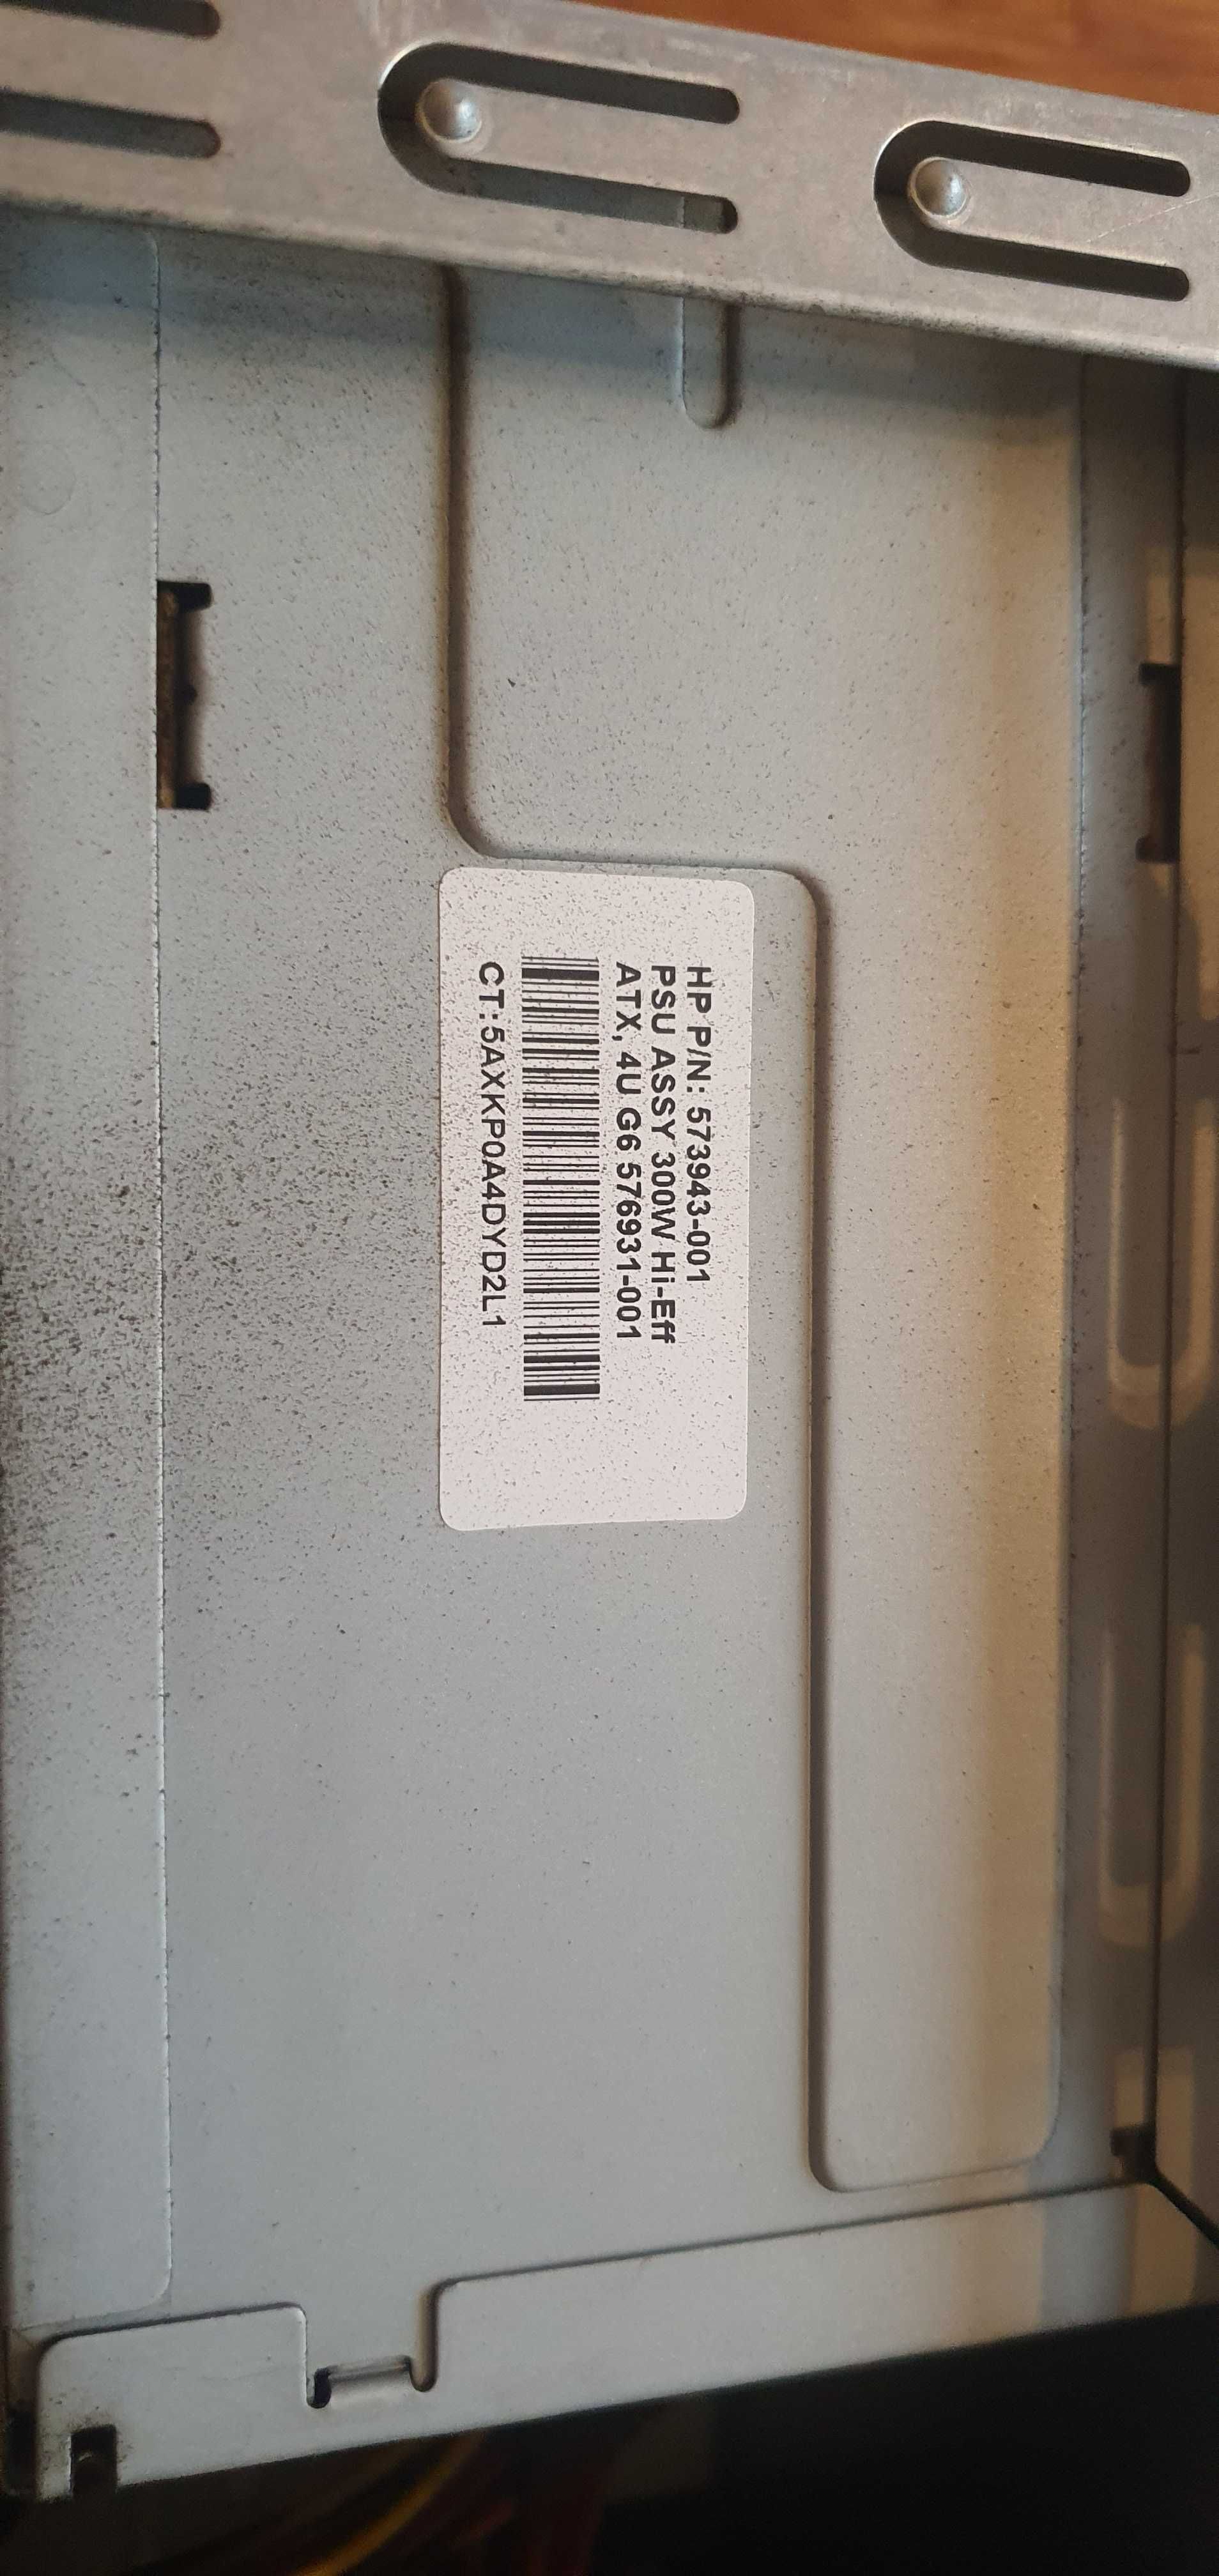 HP P/N: 573943-001
PSU ASSY 300W Hi-Eff
ATX, 4U G6 576931-001
CT:5AXKP0A4DYD2L1